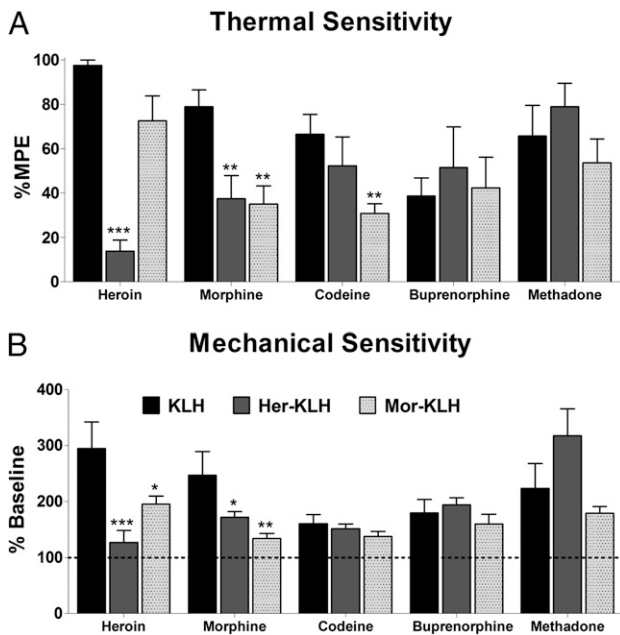 A Thermal Sensitivity
%MPE
100
80
60
40
20
0
***
** **
**
Heroin Morphine Codeine Buprenorphine Methadone
B Mechanical Sensitivity
% Baseline
400
300
200
100
0
KLH Her-KLH Mor-KLH
*** *
* **
Heroin Morphine Codeine Buprenorphine Methadone